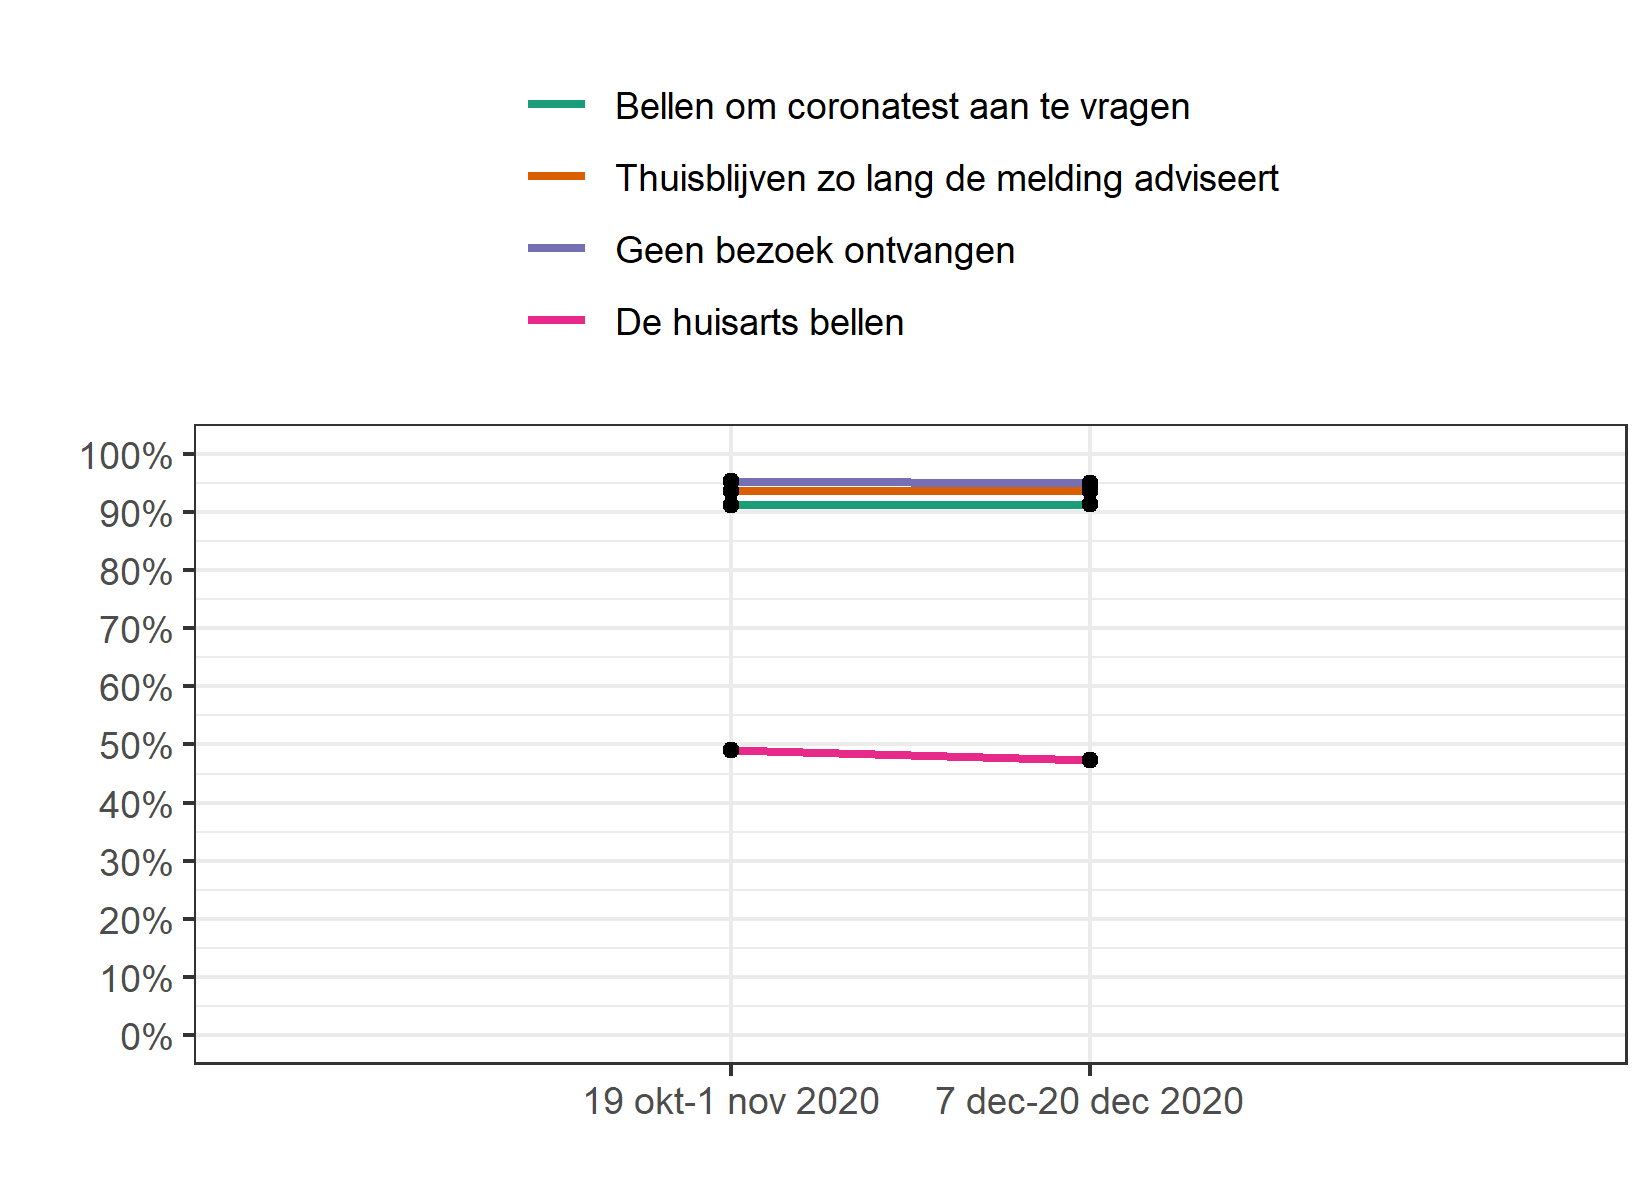 Bellen om coronatest aan te vragen
Thuisblijven zo lang de melding adviseert
Geen bezoek ontvangen
De huisarts bellen
100%
90%
80%
70%
60%
50%
40%
30%
20%
10%
0%
19 okt-1 nov 2020 7 dec-20 dec 2020